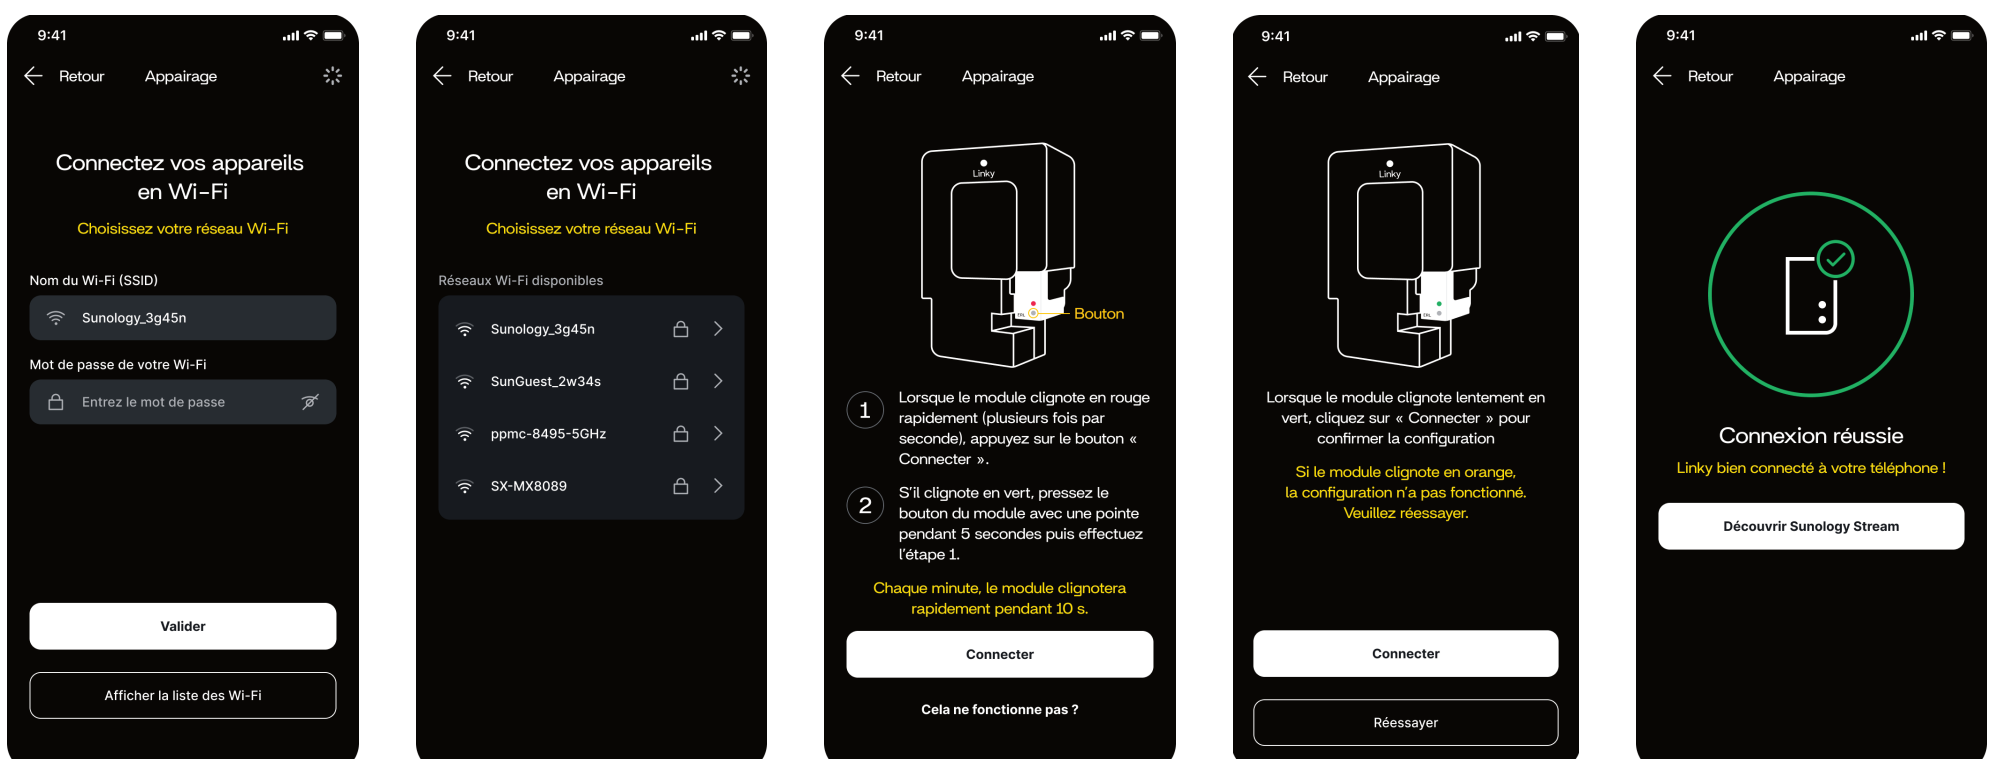 9:41
Retour Appairage
Connectez vos appareils
en Wi-Fi
Choisissez votre réseau Wi-Fi
Nom du Wi-Fi (SSID)
Sunology_3g45n
Mot de passe de votre Wi-Fi
Entrez le mot de passe
Valider
Afficher la liste des Wi-Fi
9:41
Retour Appairage
Connectez vos appareils
en Wi-Fi
Choisissez votre réseau Wi-Fi
Réseaux Wi-Fi disponibles
Sunology_3g45n
SunGuest_2w34s
ppmc-8495-5GHz
SX-MX8089
9:41
Retour Appairage
Linky
ERL
Bouton
1
Lorsque le module clignote en rouge
rapidement (plusieurs fois par
seconde), appuyez sur le bouton «
Connecter ».
2
S'il clignote en vert, pressez le
bouton du module avec une pointe
pendant 5 secondes puis effectuez
l'étape 1.
Chaque minute, le module clignotera
rapidement pendant 10 s.
Connecter
Cela ne fonctionne pas ?
9:41
Retour Appairage
Linky
ERL
Lorsque le module clignote lentement en
vert, cliquez sur « Connecter » pour
confirmer la configuration
Si le module clignote en orange,
la configuration n'a pas fonctionné.
Veuillez réessayer.
Connecter
Réessayer
9:41
Retour Appairage
Connexion réussie
Linky bien connecté à votre téléphone !
Découvrir Sunology Stream